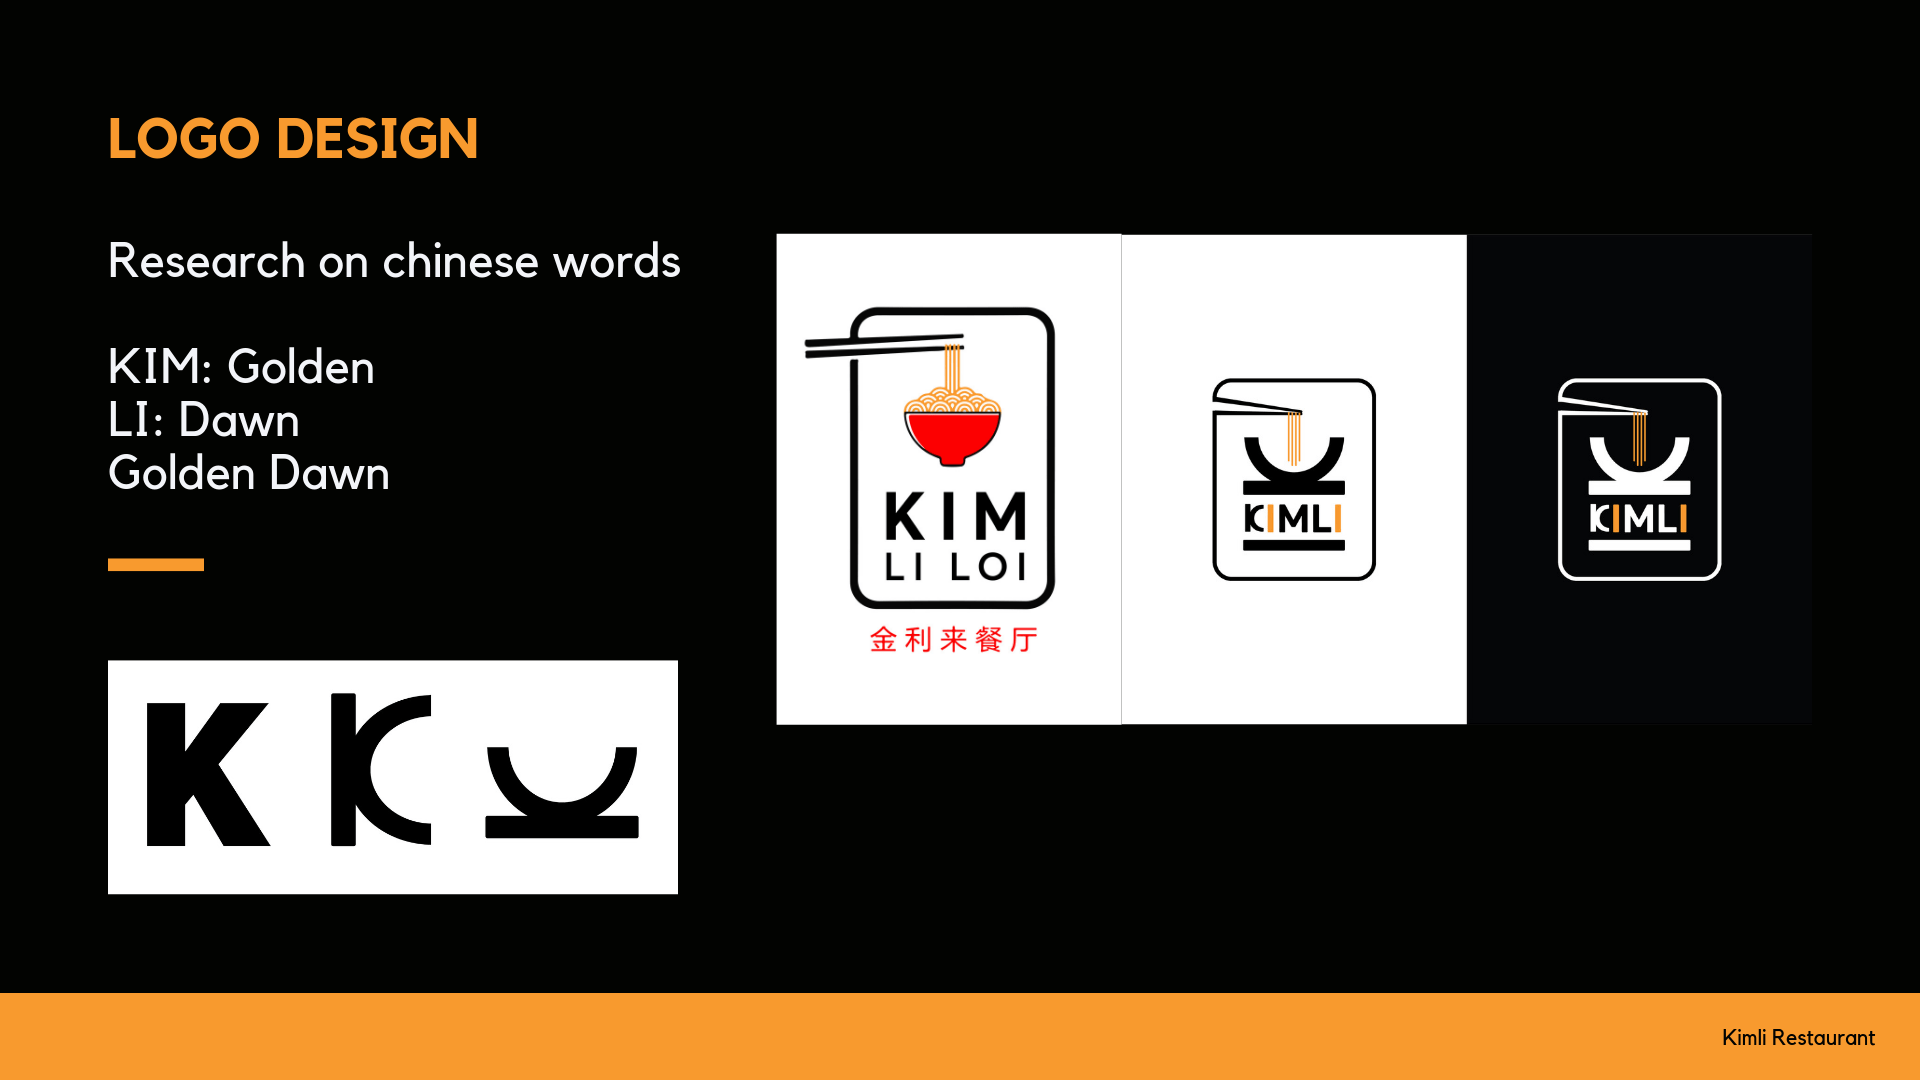 LOGO DESIGN
Research on chinese words
KIM: Golden
LI: Dawn
Golden Dawn
K K
KIM
LI LOI
金利来餐厅
KIMLI
KIMLI
Kimli Restaurant